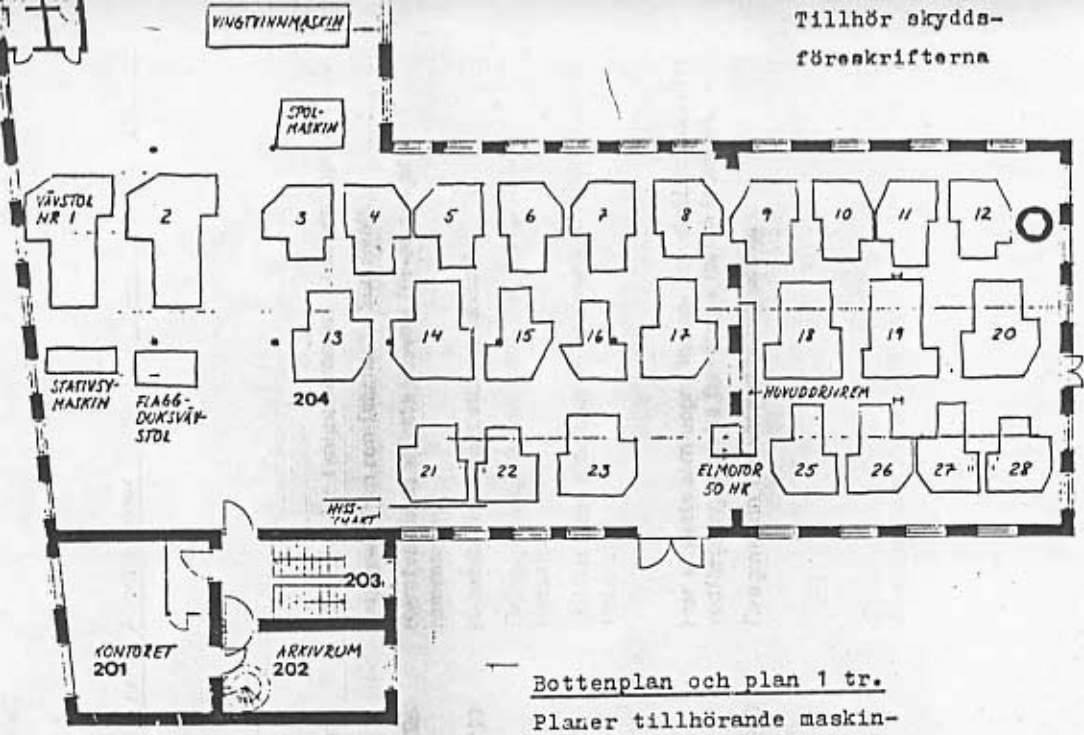 Tillhör skydds-
föreskrifterna
VINGTVINNMASKIN
SPOL-
MASKIN
VÄVSTOL
NR 1
2
3
4
5
6
7
8
9
10
11
12
13
14
15
16
17
18
19
20
STATIVSY-
MASKIN
FLAGG-
DUKSVÄV-
STOL
204
HUVUDDRIVREM
21
22
23
ELMOTOR
50 HK
25
26
27
28
HISS-
203
KONTORET
201
ARKIVRUM
202
Bottenplan och plan 1 tr.
Planer tillhörande maskin-